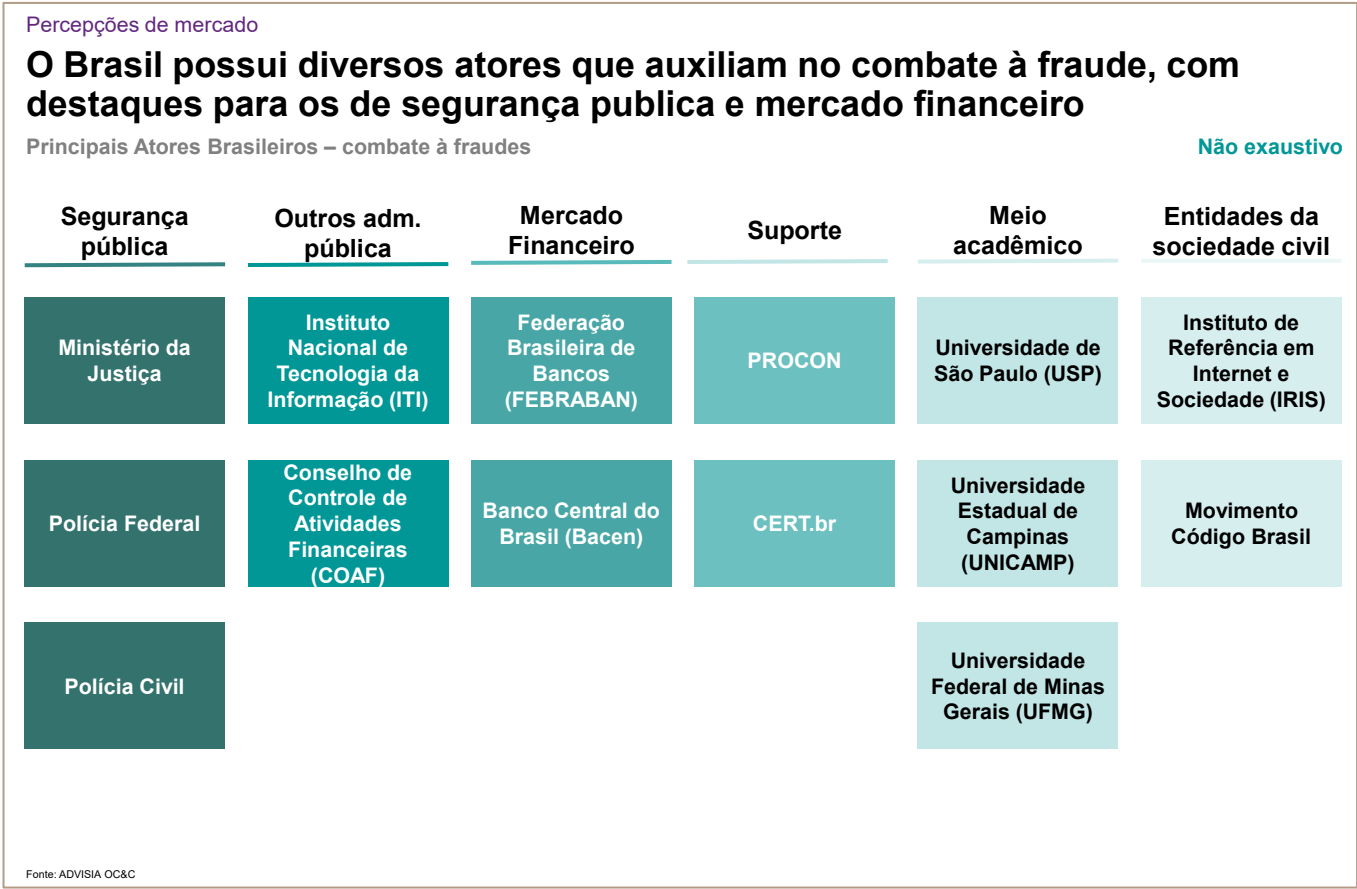 Percepções de mercado
O Brasil possui diversos atores que auxiliam no combate à fraude, com
destaques para os de segurança publica e mercado financeiro
Principais Atores Brasileiros – combate à fraudes
Não exaustivo
Segurança
pública
Ministério da
Justiça
Polícia Federal
Polícia Civil
Outros adm.
pública
Instituto
Nacional de
Tecnologia da
Informação (ITI)
Conselho de
Controle de
Atividades
Financeiras
(COAF)
Mercado
Financeiro
Federação
Brasileira de
Bancos
(FEBRABAN)
Banco Central do
Brasil (Bacen)
Suporte
PROCON
CERT.br
Meio
acadêmico
Universidade de
São Paulo (USP)
Universidade
Estadual de
Campinas
(UNICAMP)
Universidade
Federal de Minas
Gerais (UFMG)
Entidades da
sociedade civil
Instituto de
Referência em
Internet e
Sociedade (IRIS)
Movimento
Código Brasil
Fonte: ADVISIA OC&C